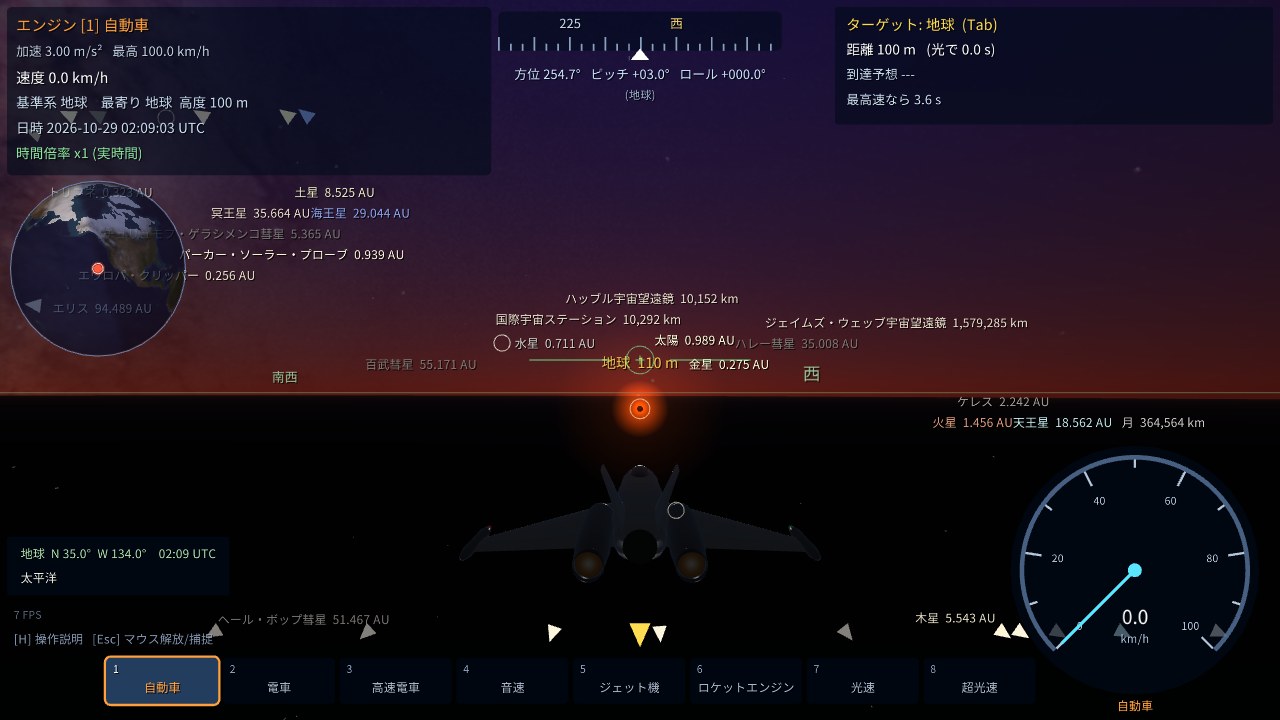 エンジン [1] 自動車
加速 3.00 m/s² 最高 100.0 km/h
速度 0.0 km/h
基準系 地球 最寄り 地球 高度 100 m
日時 2026-10-29 02:09:03 UTC
時間倍率 x1 (実時間)
225 西
方位 254.7° ピッチ +03.0° ロール +000.0°
(地球)
ターゲット: 地球 (Tab)
距離 100 m (光で 0.0 s)
到達予想 ---
最高速なら 3.6 s
土星 8.525 AU
冥王星 35.664 AU
海王星 29.044 AU
ゲラシメンコ彗星 5.365 AU
パーカー・ソーラー・プローブ 0.939 AU
エウロパ・クリッパー 0.256 AU
エリス 94.489 AU
ハッブル宇宙望遠鏡 10,152 km
国際宇宙ステーション 10,292 km
ジェイムズ・ウェッブ宇宙望遠鏡 1,579,285 km
水星 0.711 AU
太陽 0.989 AU
ハレー彗星 35.008 AU
百武彗星 55.171 AU
地球 110 m
金星 0.275 AU
南西
西
ケレス 2.242 AU
火星 1.456 AU
天王星 18.562 AU
月 364,564 km
地球 N 35.0° W 134.0° 02:09 UTC
太平洋
7 FPS
[H] 操作説明 [Esc] マウス解放/捕捉
ヘール・ボップ彗星 51.467 AU
木星 5.543 AU
0 20 40 60 80 100
0.0
km/h
自動車
1 自動車
2 電車
3 高速電車
4 音速
5 ジェット機
6 ロケットエンジン
7 光速
8 超光速